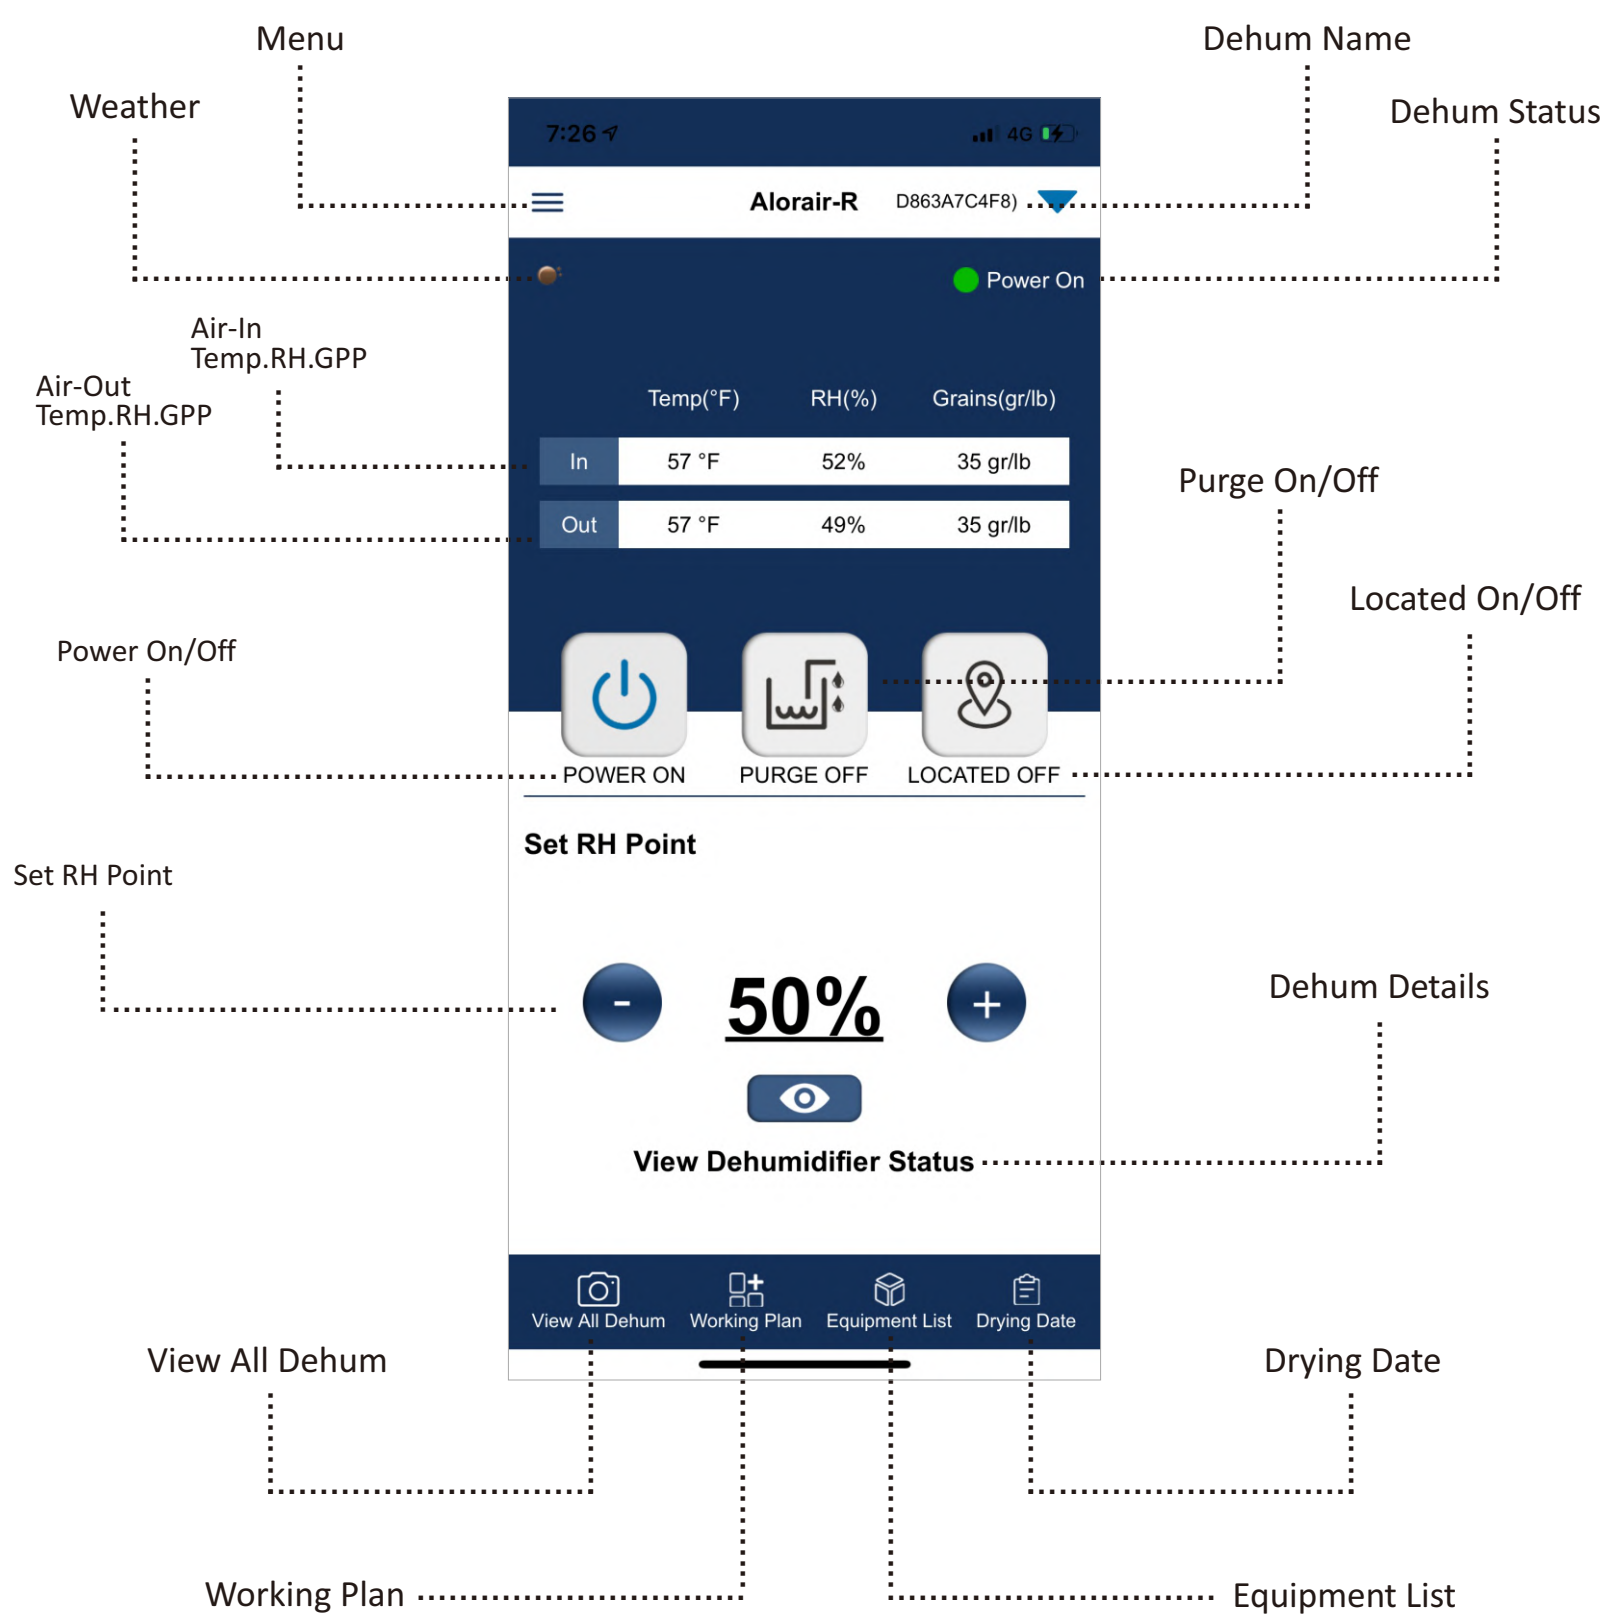 Menu
Dehum Name
Weather
Dehum Status
7:26
4G
Alorair-R D863A7C4F8)
Power On
Air-In
Temp.RH.GPP
Air-Out
Temp.RH.GPP
Temp(°F) RH(%) Grains(gr/lb)
In 57 °F 52% 35 gr/lb
Out 57 °F 49% 35 gr/lb
Purge On/Off
Located On/Off
Power On/Off
POWER ON PURGE OFF LOCATED OFF
Set RH Point
Set RH Point
- 50% +
Dehum Details
View Dehumidifier Status
View All Dehum Working Plan Equipment List Drying Date
View All Dehum
Drying Date
Working Plan
Equipment List